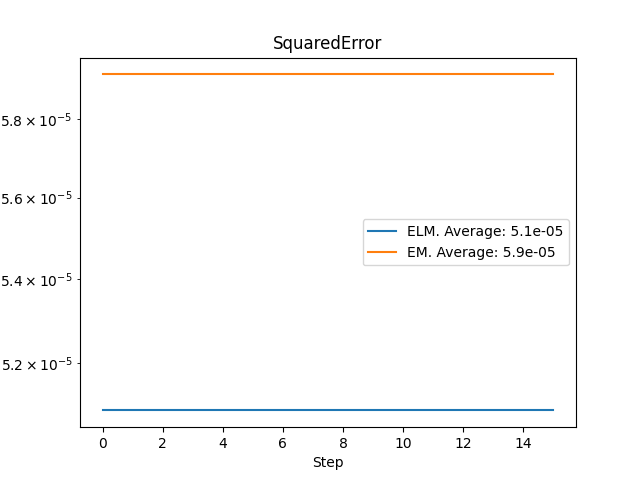 SquaredError
5.8 × 10⁻⁵
5.6 × 10⁻⁵
5.4 × 10⁻⁵
5.2 × 10⁻⁵
ELM. Average: 5.1e-05
EM. Average: 5.9e-05
0 2 4 6 8 10 12 14
Step